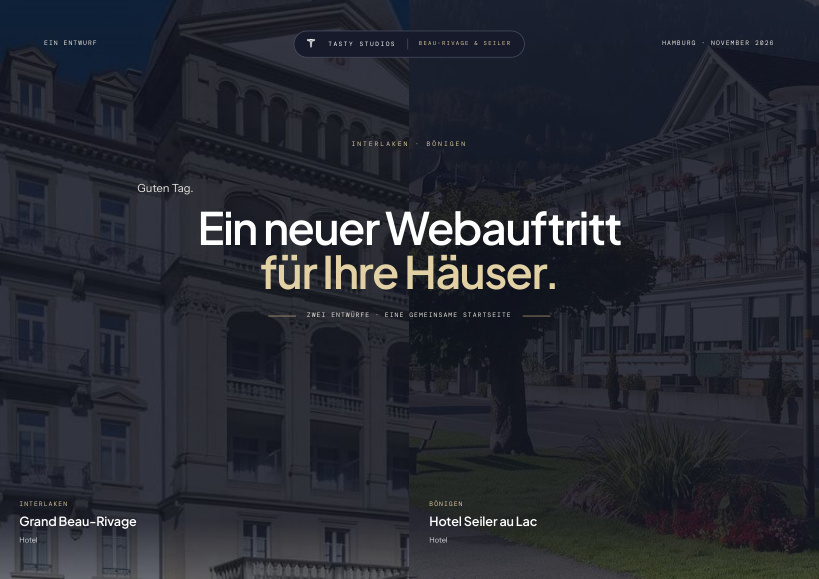 EIN ENTWURF
TASTY STUDIOS
BEAU-RIVAGE & SEILER
HAMBURG · NOVEMBER 2026
INTERLAKEN · BÖNIGEN
Guten Tag.
Ein neuer Webauftritt
für Ihre Häuser.
ZWEI ENTWÜRFE · EINE GEMEINSAME STARTSEITE
INTERLAKEN
Grand Beau-Rivage
Hotel
BÖNIGEN
Hotel Seiler au Lac
Hotel